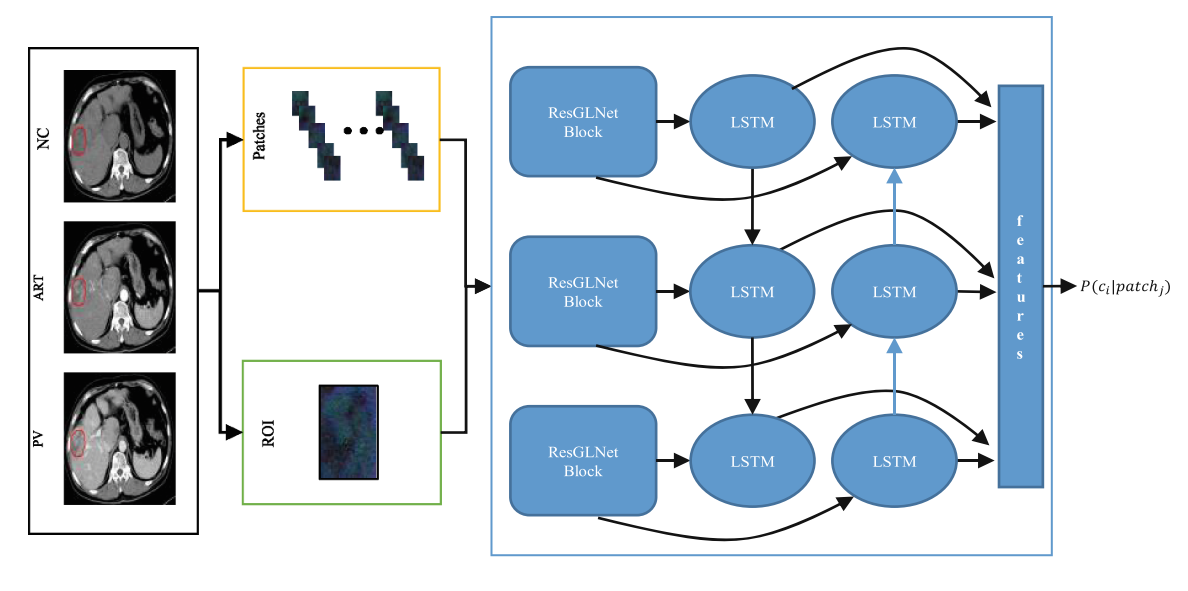 NC
ART
PV
Patches
ROI
ResGLNet
Block
LSTM
LSTM
ResGLNet
Block
LSTM
LSTM
ResGLNet
Block
LSTM
LSTM
features
P(c_i|patch_j)